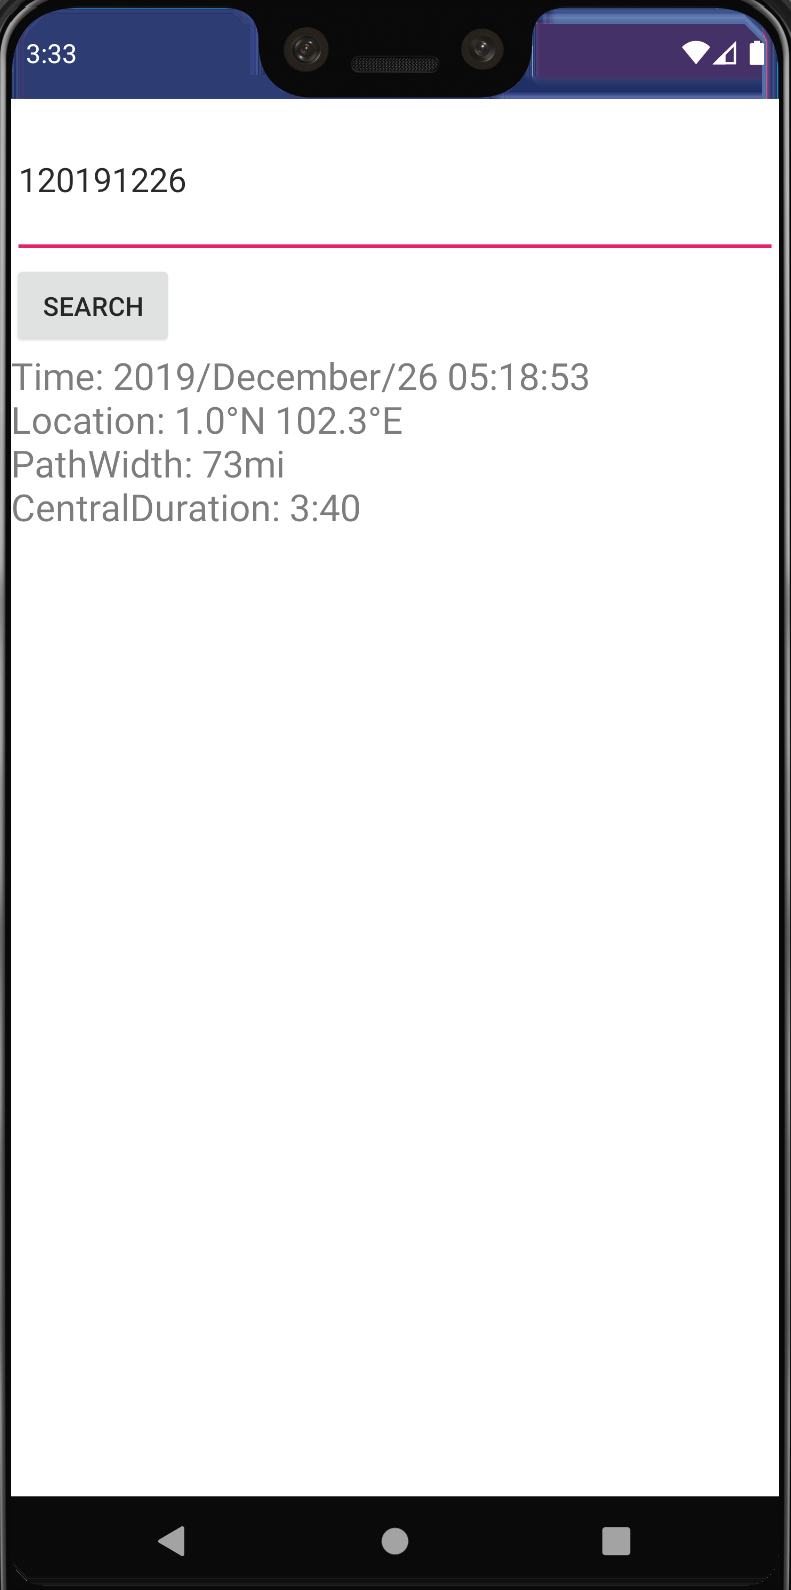 3:33
120191226
SEARCH
Time: 2019/December/26 05:18:53
Location: 1.0°N 102.3°E
PathWidth: 73mi
CentralDuration: 3:40